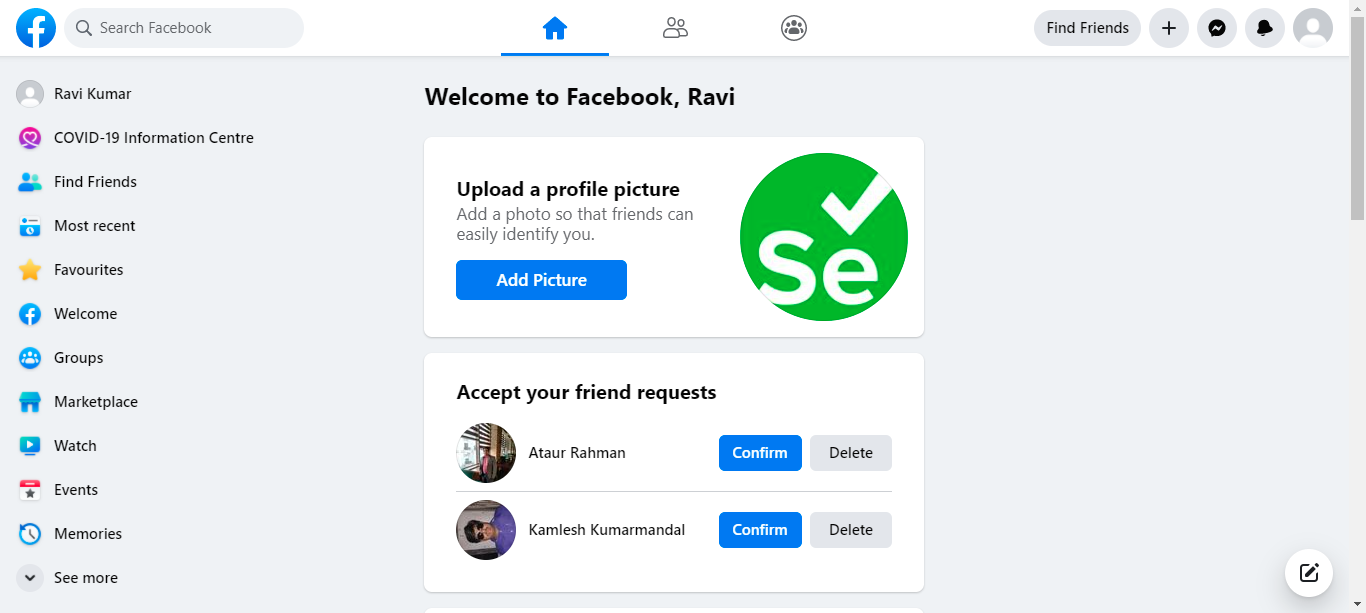 Search Facebook
Find Friends
Ravi Kumar
COVID-19 Information Centre
Find Friends
Most recent
Favourites
Welcome
Groups
Marketplace
Watch
Events
Memories
See more
Welcome to Facebook, Ravi
Upload a profile picture
Add a photo so that friends can
easily identify you.
Add Picture
Se
Accept your friend requests
Ataur Rahman
Confirm
Delete
Kamlesh Kumarmandal
Confirm
Delete